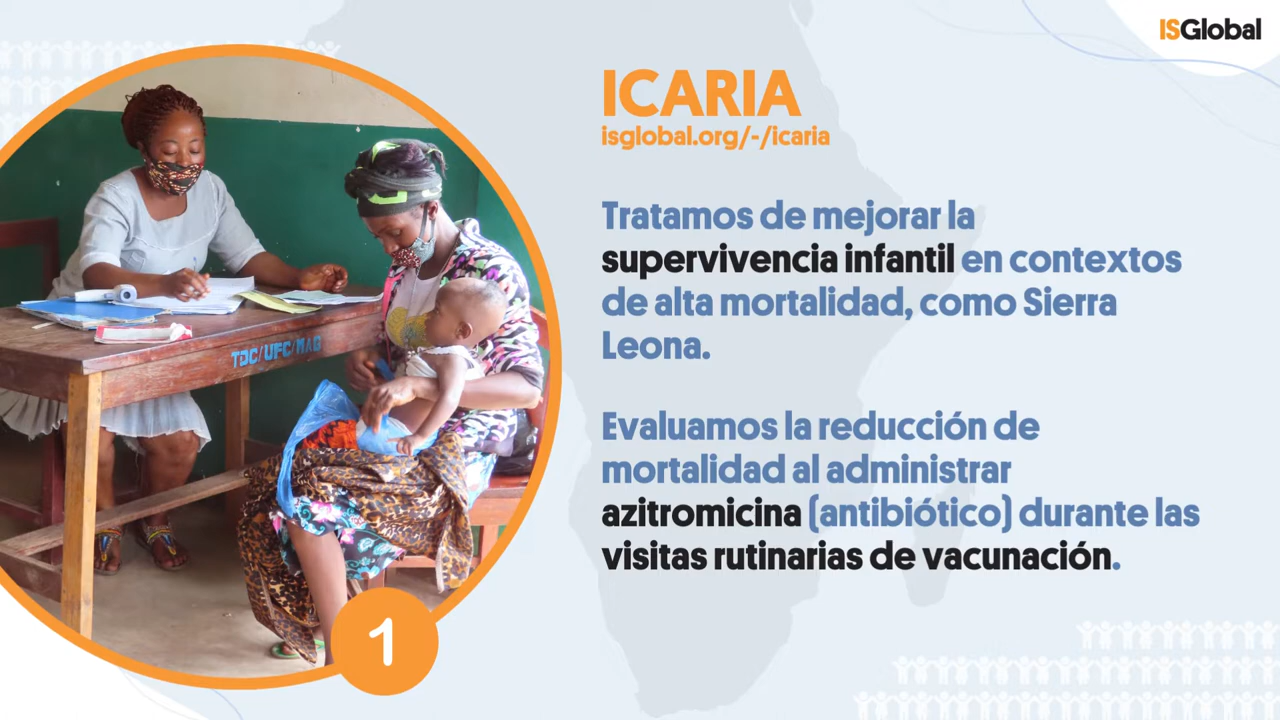 ISGlobal
ICARIA
isglobal.org/-/icaria
Tratamos de mejorar la
supervivencia infantil en contextos
de alta mortalidad, como Sierra
Leona.
Evaluamos la reducción de
mortalidad al administrar
azitromicina (antibiótico) durante las
visitas rutinarias de vacunación.
TDC/UFC/MAG
1